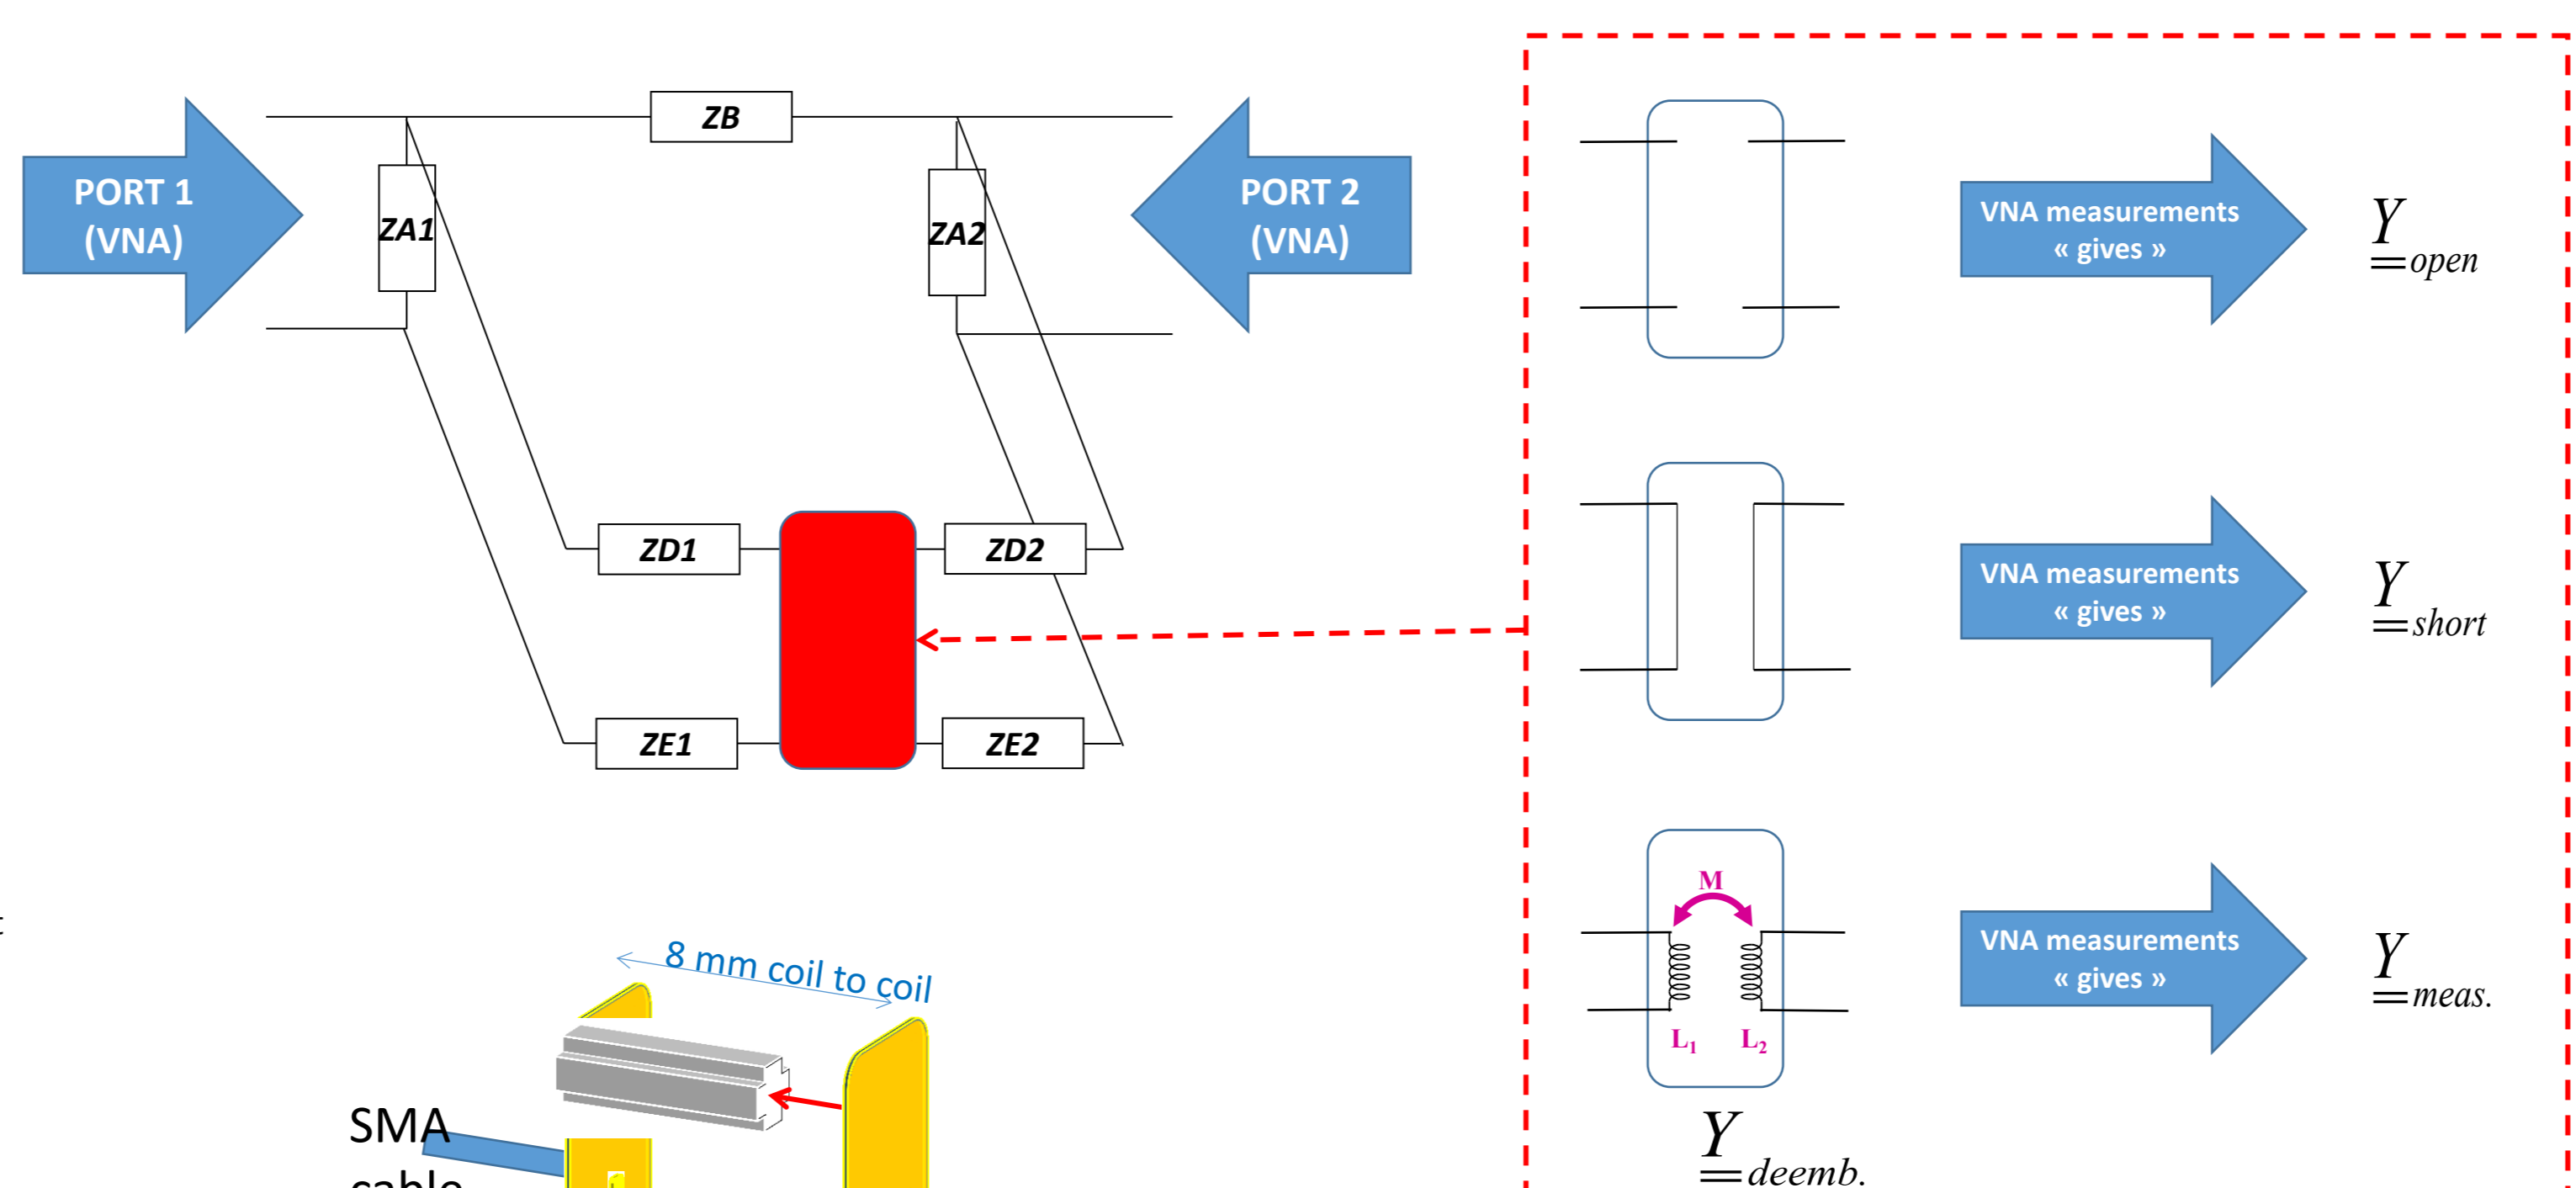 ZB
PORT 1
(VNA)
ZA1
ZA2
PORT 2
(VNA)
ZD1
ZD2
ZE1
ZE2
VNA measurements
« gives »
Y open
VNA measurements
« gives »
Y short
M
L1 L2
VNA measurements
« gives »
Y meas.
Y deemb.
t
8 mm coil to coil
SMA
cable